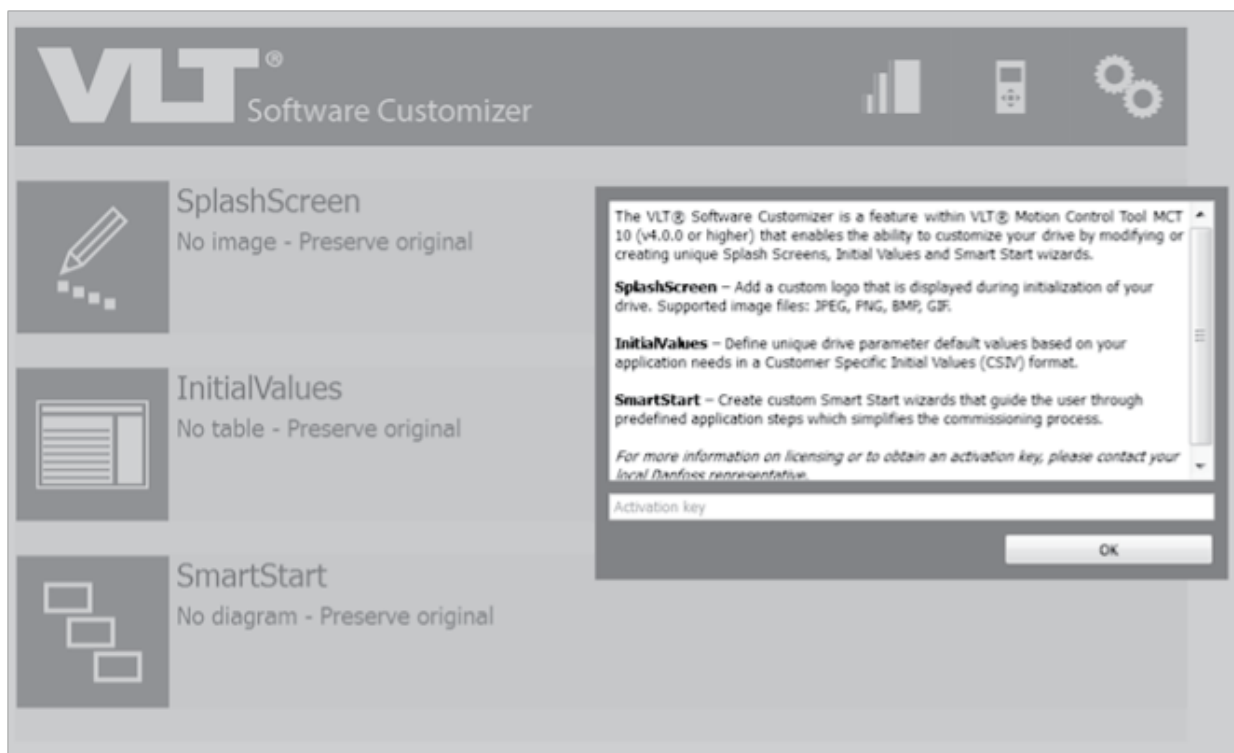 VLT®
Software Customizer
SplashScreen
No image - Preserve original
InitialValues
No table - Preserve original
SmartStart
No diagram - Preserve original
The VLT® Software Customizer is a feature within VLT® Motion Control Tool MCT
10 (v4.0.0 or higher) that enables the ability to customize your drive by modifying or
creating unique Splash Screens, Initial Values and Smart Start wizards.
SplashScreen – Add a custom logo that is displayed during initialization of your
drive. Supported image files: JPEG, PNG, BMP, GIF.
InitialValues – Define unique drive parameter default values based on your
application needs in a Customer Specific Initial Values (CSIV) format.
SmartStart – Create custom Smart Start wizards that guide the user through
predefined application steps which simplifies the commissioning process.
For more information on licensing or to obtain an activation key, please contact your
local Danfoss representative.
Activation key
OK